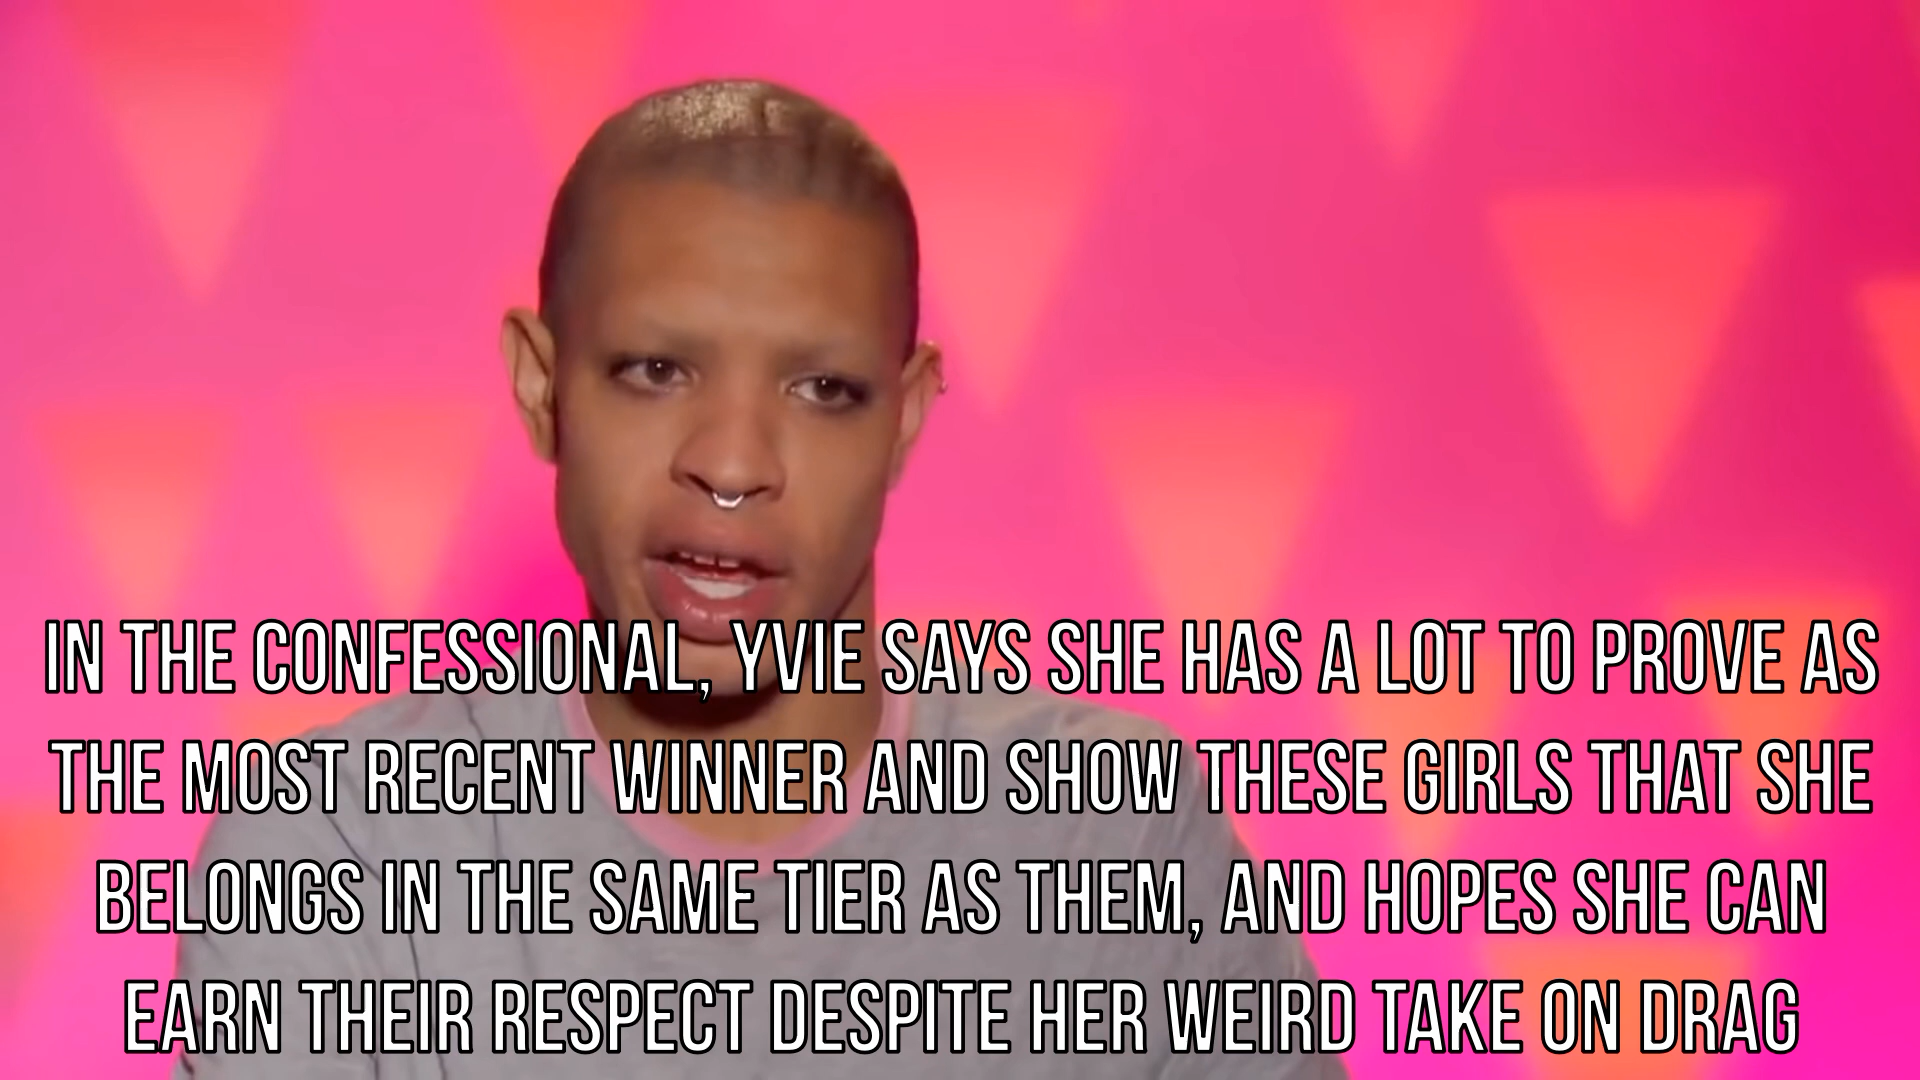 IN THE CONFESSIONAL, YVIE SAYS SHE HAS A LOT TO PROVE AS
THE MOST RECENT WINNER AND SHOW THESE GIRLS THAT SHE
BELONGS IN THE SAME TIER AS THEM, AND HOPES SHE CAN
EARN THEIR RESPECT DESPITE HER WEIRD TAKE ON DRAG